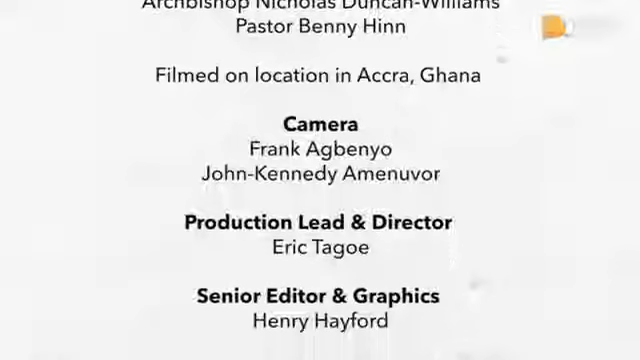 Archbishop Nicholas Duncan-Williams
Pastor Benny Hinn
Filmed on location in Accra, Ghana
Camera
Frank Agbenyo
John-Kennedy Amenuvor
Production Lead & Director
Eric Tagoe
Senior Editor & Graphics
Henry Hayford